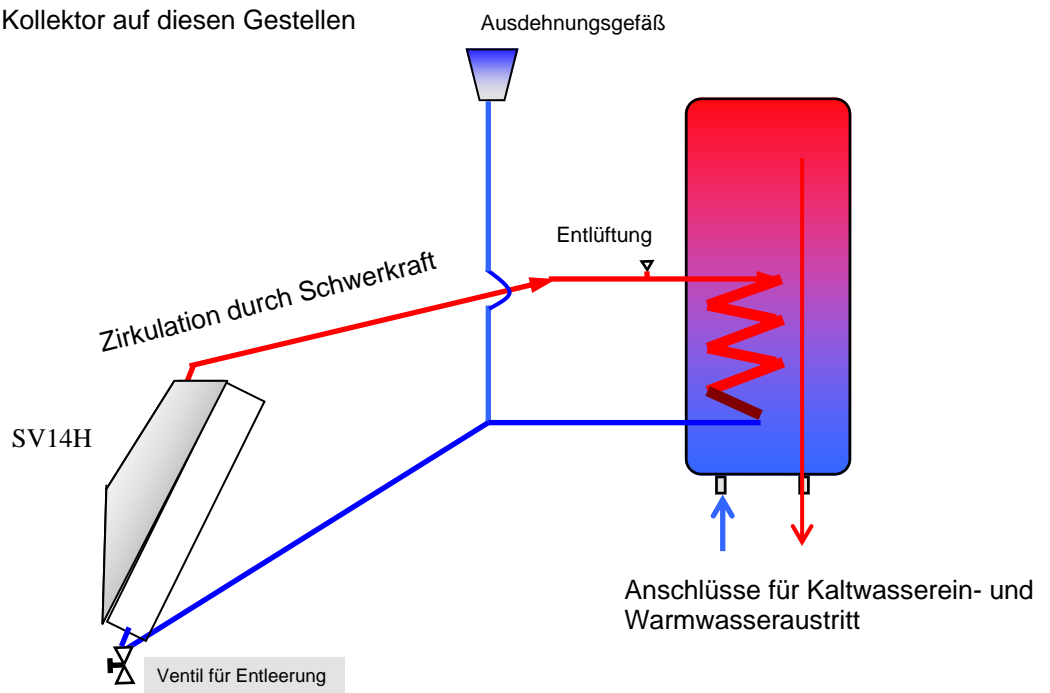 Kollektor auf diesen Gestellen
Ausdehnungsgefäß
Entlüftung
Zirkulation durch Schwerkraft
SV14H
Anschlüsse für Kaltwasserein- und
Warmwasseraustritt
Ventil für Entleerung